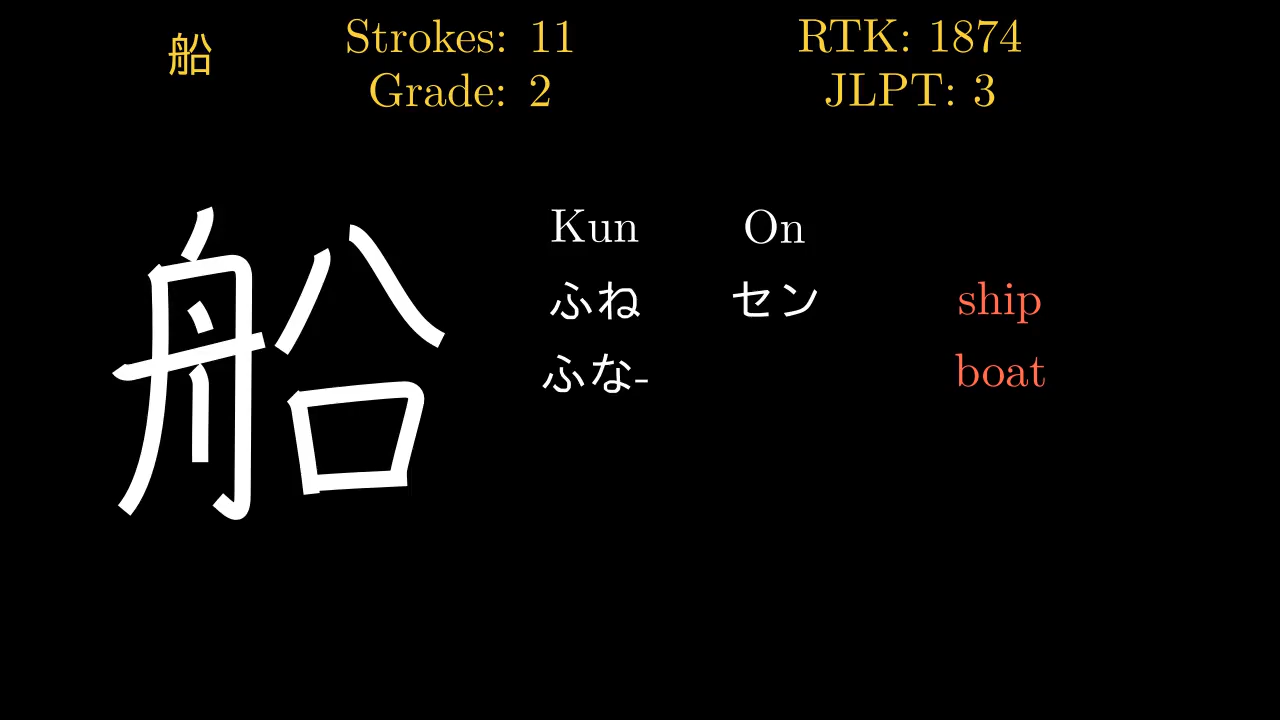 船
Strokes: 11
Grade: 2
RTK: 1874
JLPT: 3
船
Kun On
ふね セン ship
ふな- boat